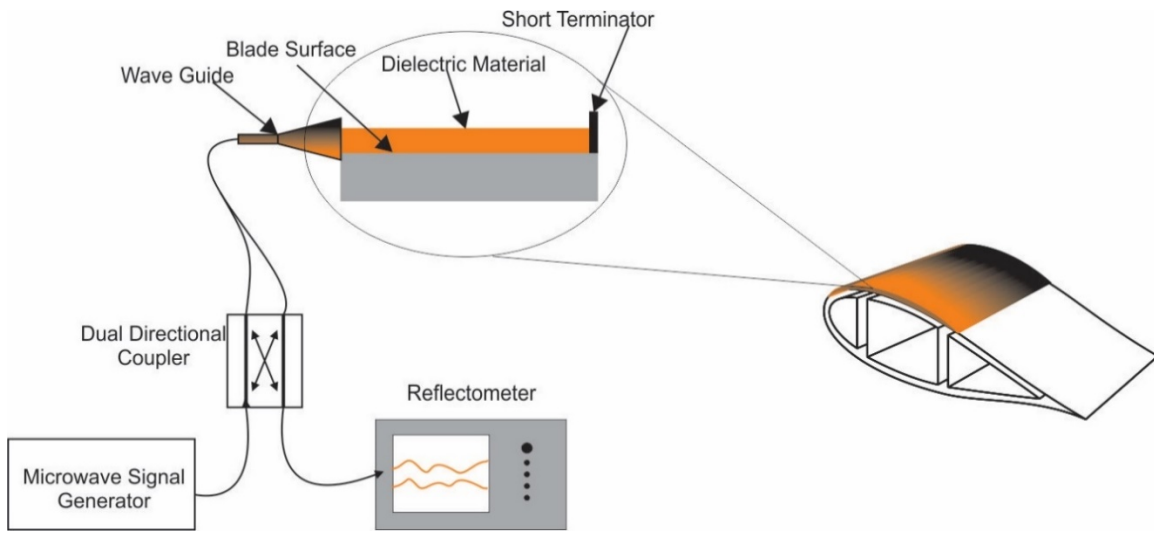 Short Terminator
Blade Surface
Dielectric Material
Wave Guide
Dual Directional
Coupler
Reflectometer
Microwave Signal
Generator